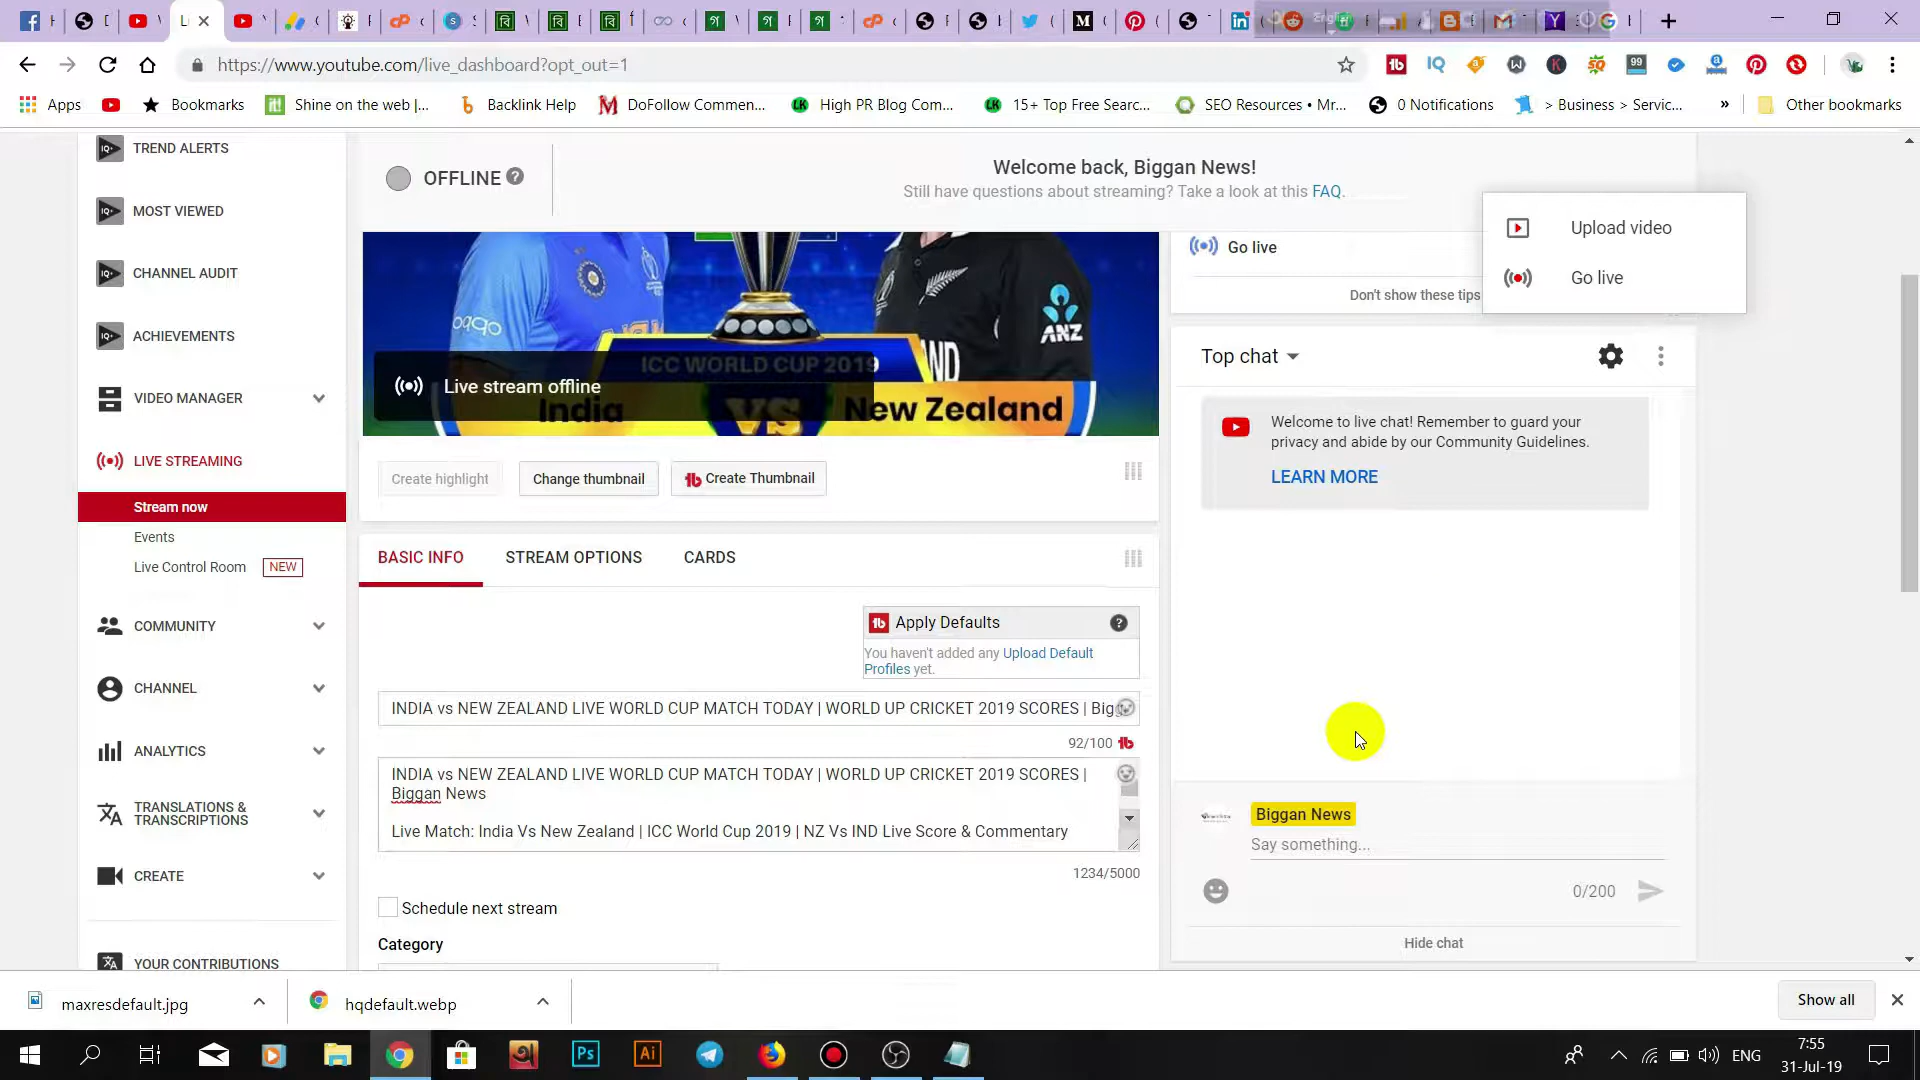 English
https://www.youtube.com/live_dashboard?opt_out=1
Apps
Bookmarks
Shine on the web |...
Backlink Help
DoFollow Commen...
High PR Blog Com...
15+ Top Free Searc...
SEO Resources • Mr...
0 Notifications
> Business > Servic...
»
Other bookmarks
TREND ALERTS
MOST VIEWED
CHANNEL AUDIT
ACHIEVEMENTS
VIDEO MANAGER
LIVE STREAMING
Stream now
Events
Live Control Room NEW
COMMUNITY
CHANNEL
ANALYTICS
TRANSLATIONS &
TRANSCRIPTIONS
CREATE
YOUR CONTRIBUTIONS
OFFLINE
Welcome back, Biggan News!
Still have questions about streaming? Take a look at this FAQ.
oppo
ANZ
ICC WORLD CUP 2019
Live stream offline
India
VS
New Zealand
Create highlight
Change thumbnail
Create Thumbnail
BASIC INFO
STREAM OPTIONS
CARDS
Apply Defaults
You haven't added any Upload Default
Profiles yet.
INDIA vs NEW ZEALAND LIVE WORLD CUP MATCH TODAY | WORLD UP CRICKET 2019 SCORES | Bigg
92/100
INDIA vs NEW ZEALAND LIVE WORLD CUP MATCH TODAY | WORLD UP CRICKET 2019 SCORES |
Biggan News
Live Match: India Vs New Zealand | ICC World Cup 2019 | NZ Vs IND Live Score & Commentary
1234/5000
Schedule next stream
Category
Go live
Don't show these tips
Upload video
Go live
Top chat
Welcome to live chat! Remember to guard your
privacy and abide by our Community Guidelines.
LEARN MORE
Biggan News
Say something...
0/200
Hide chat
maxresdefault.jpg
hqdefault.webp
Show all
ENG
7:55
31-Jul-19